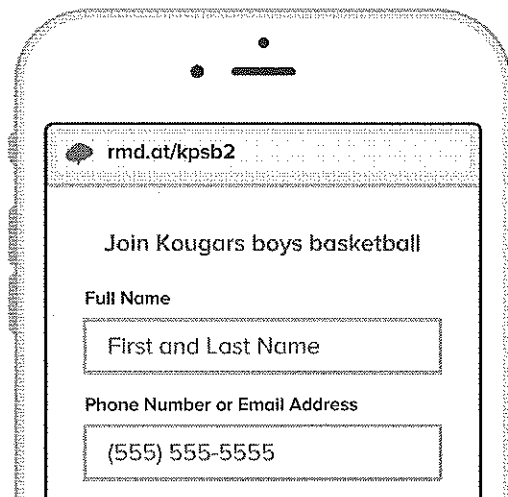 rmd.at/kpsb2
Join Kougars boys basketball
Full Name
First and Last Name
Phone Number or Email Address
(555) 555-5555